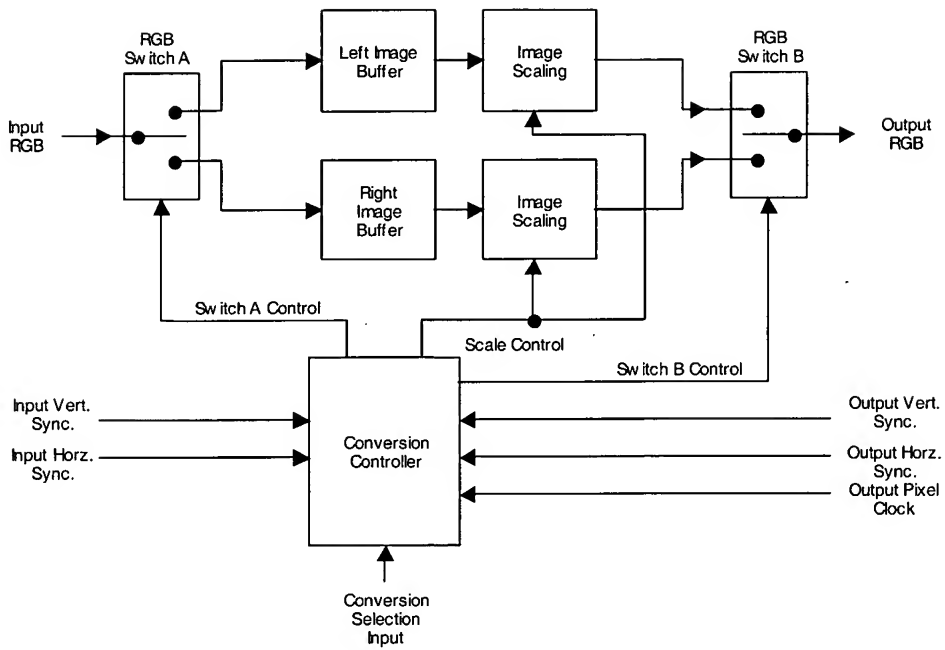 RGB
Switch A
Left Image
Buffer
Image
Scaling
RGB
Switch B
Input
RGB
Output
RGB
Right
Image
Buffer
Image
Scaling
Switch A Control
Scale Control
Switch B Control
Input Vert.
Sync.
Output Vert.
Sync.
Conversion
Controller
Input Horz.
Sync.
Output Horz.
Sync.
Output Pixel
Clock
Conversion
Selection
Input